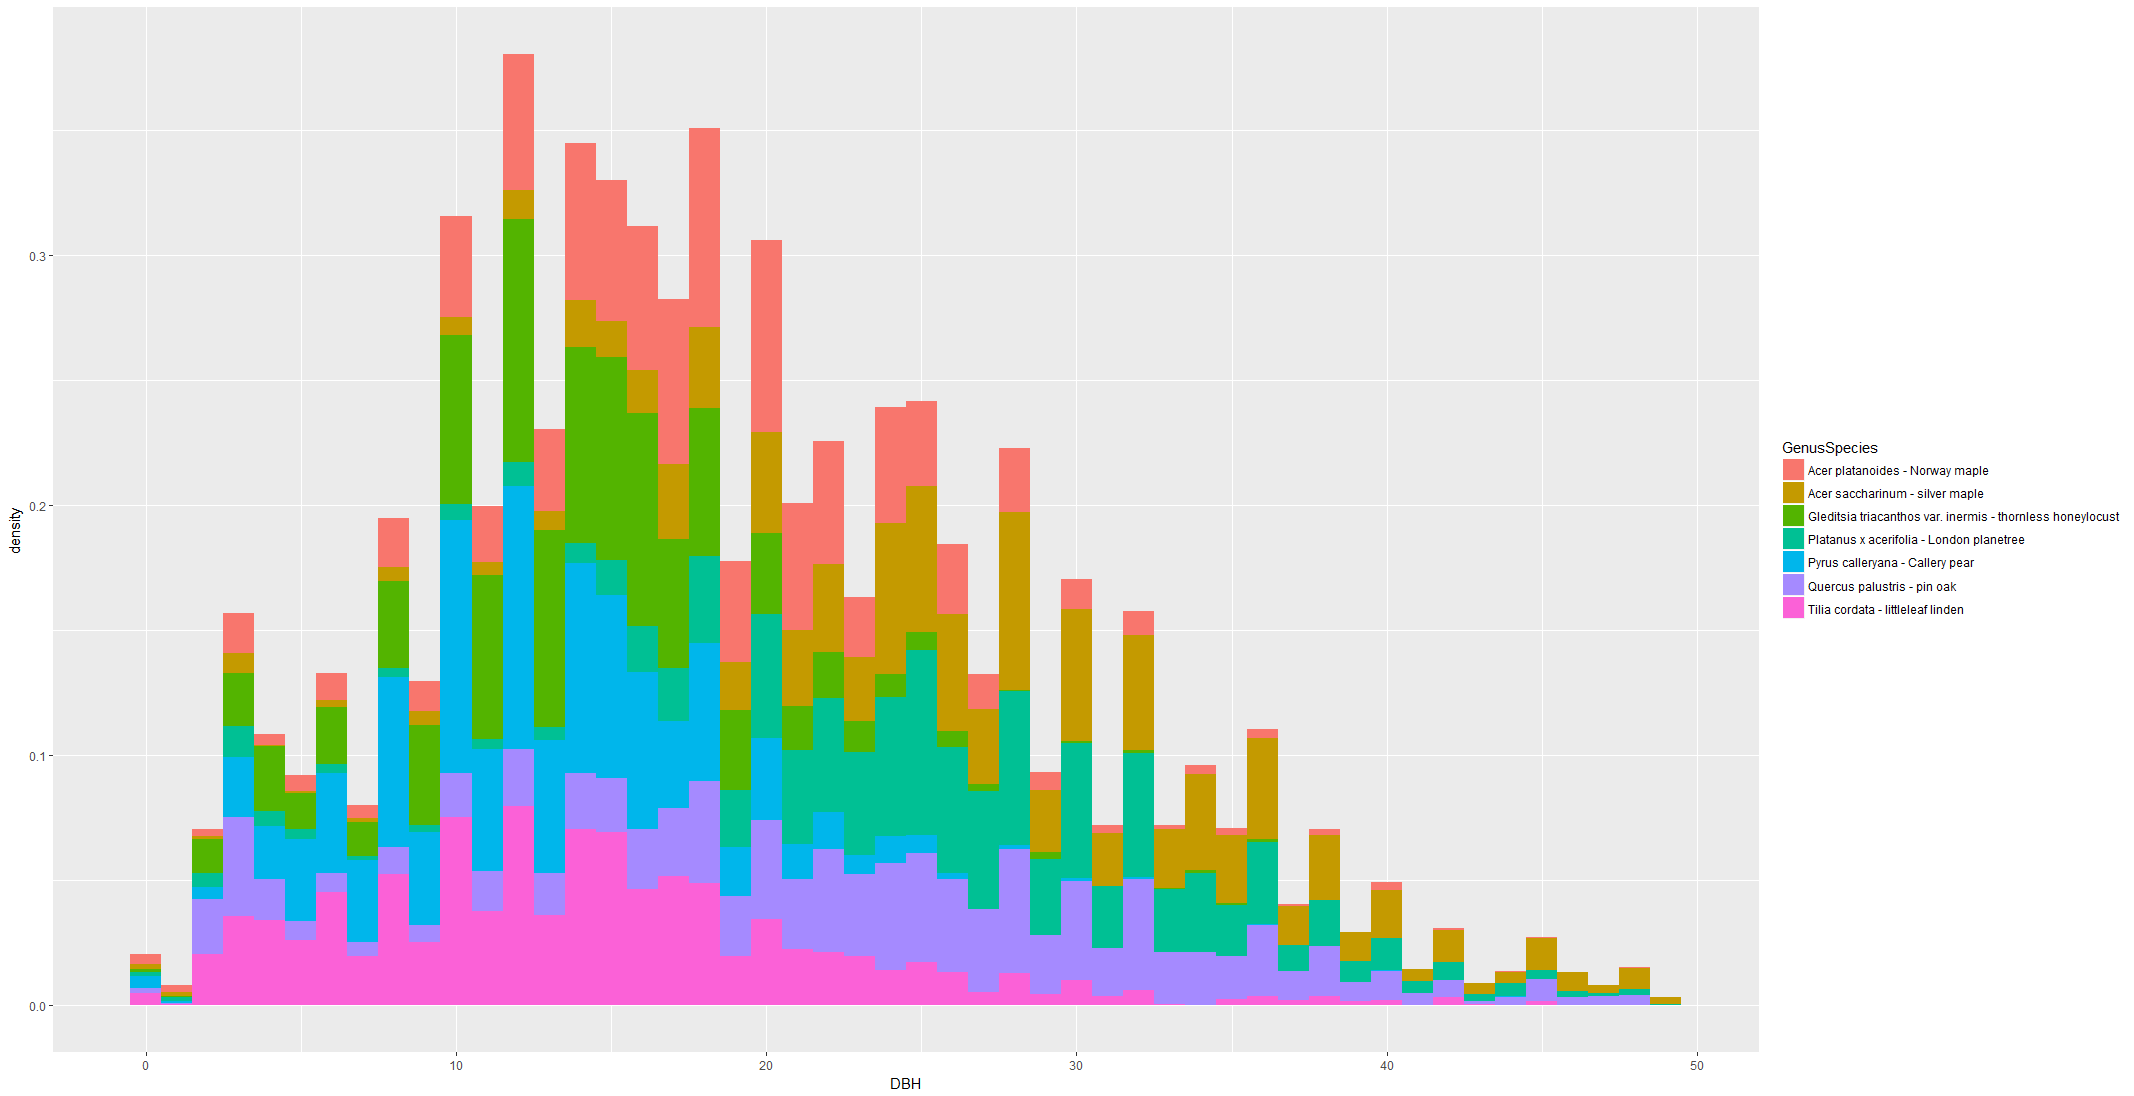 density
0.3
0.2
0.1
0.0
0 10 20 30 40 50
DBH
GenusSpecies
Acer platanoides - Norway maple
Acer saccharinum - silver maple
Gleditsia triacanthos var. inermis - thornless honeylocust
Platanus x acerifolia - London planetree
Pyrus calleryana - Callery pear
Quercus palustris - pin oak
Tilia cordata - littleleaf linden